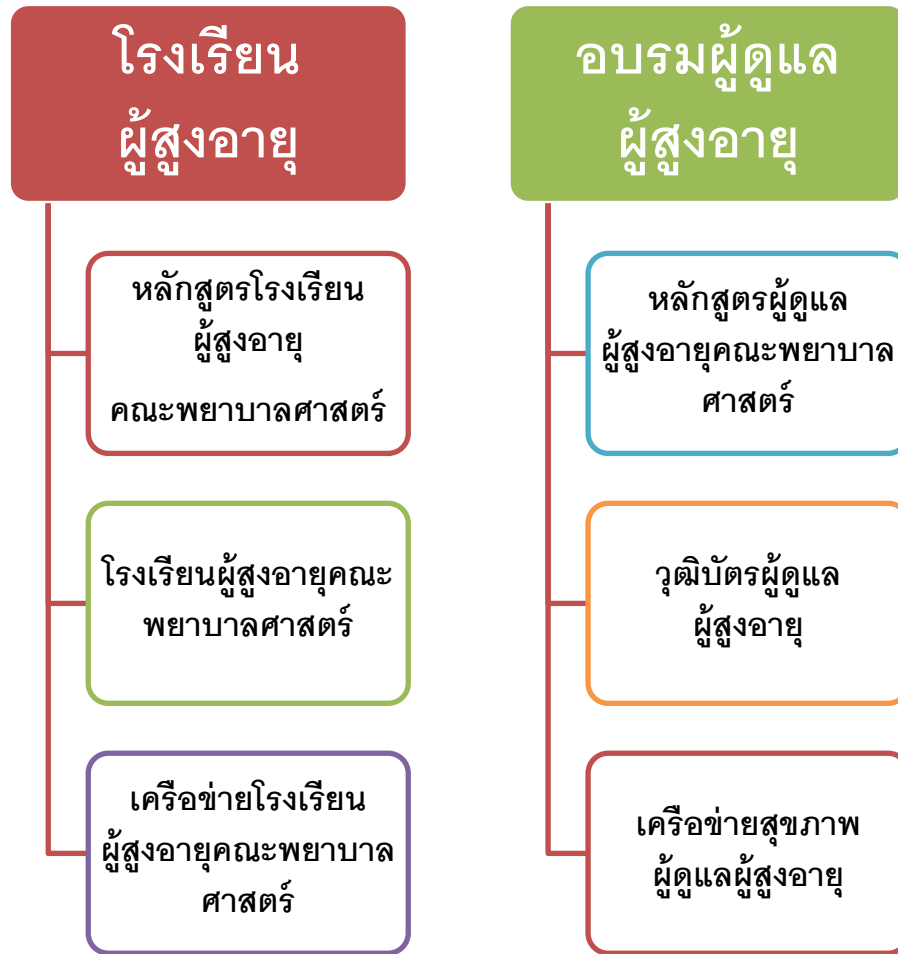 โรงเรียน
ผู้สูงอายุ
หลักสูตรโรงเรียน
ผู้สูงอายุ
คณะพยาบาลศาสตร์
โรงเรียนผู้สูงอายุคณะ
พยาบาลศาสตร์
เครือข่ายโรงเรียน
ผู้สูงอายุคณะพยาบาล
ศาสตร์
อบรมผู้ดูแล
ผู้สูงอายุ
หลักสูตรผู้ดูแล
ผู้สูงอายุคณะพยาบาล
ศาสตร์
วุฒิบัตรผู้ดูแล
ผู้สูงอายุ
เครือข่ายสุขภาพ
ผู้ดูแลผู้สูงอายุ